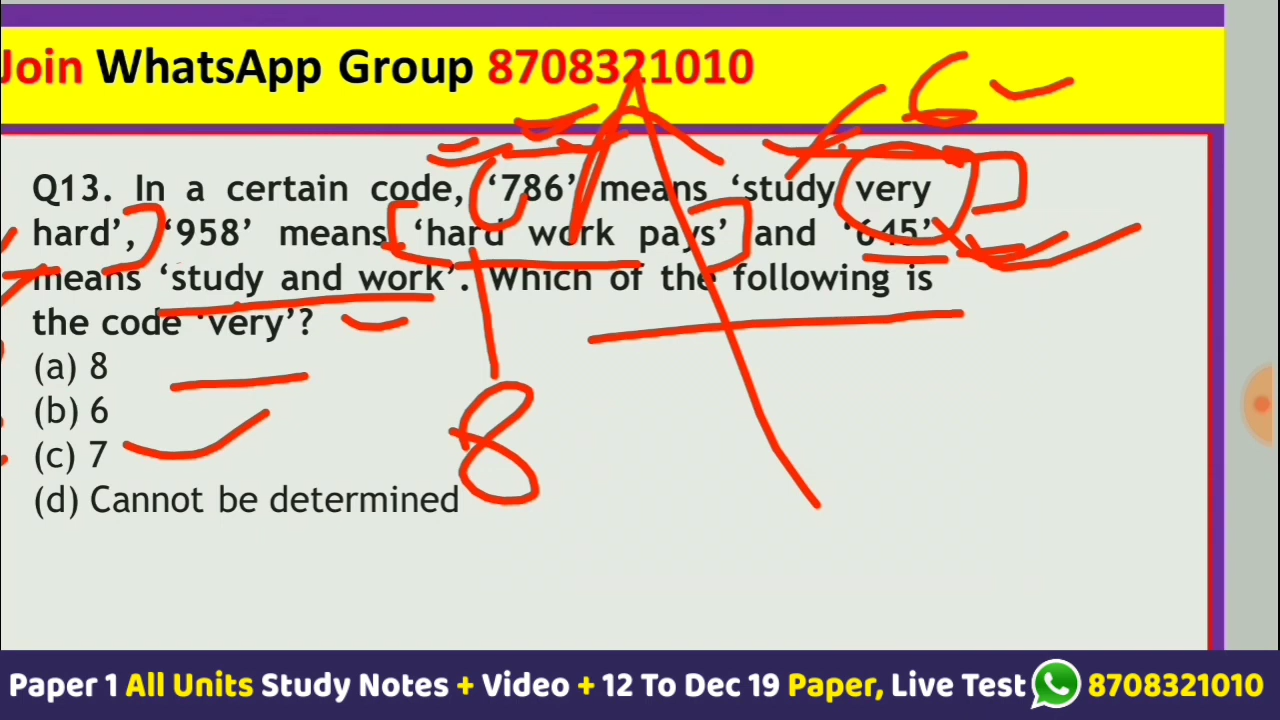 Join WhatsApp Group 8708321010
6
Q13. In a certain code, ‘786’ means ‘study very
hard’, ‘958’ means ‘hard work pays’ and ‘645’
means ‘study and work’. Which of the following is
the code ‘very’?
(a) 8
(b) 6
(c) 7
8
(d) Cannot be determined
Paper 1 All Units Study Notes + Video + 12 To Dec 19 Paper, Live Test 8708321010